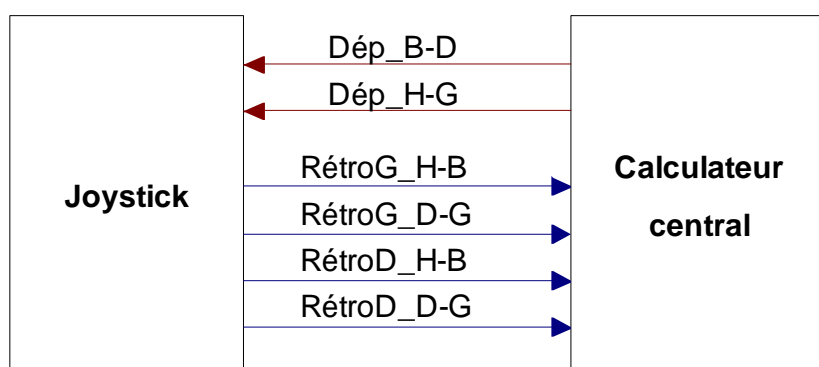 Dép_B-D
Dép_H-G
RétroG_H-B
RétroG_D-G
RétroD_H-B
RétroD_D-G
Joystick
Calculateur
central